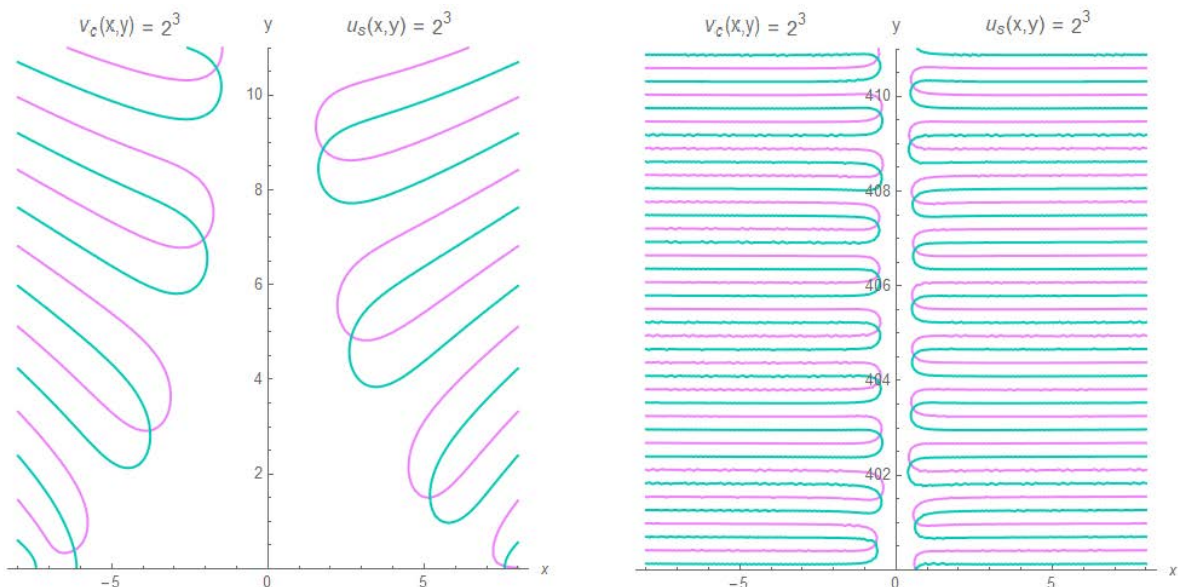 v_c(x,y) = 2^3 y u_s(x,y) = 2^3
10
8
6
4
2
-5 0 5 x
v_c(x,y) = 2^3 y u_s(x,y) = 2^3
410
408
406
404
402
-5 0 5 x